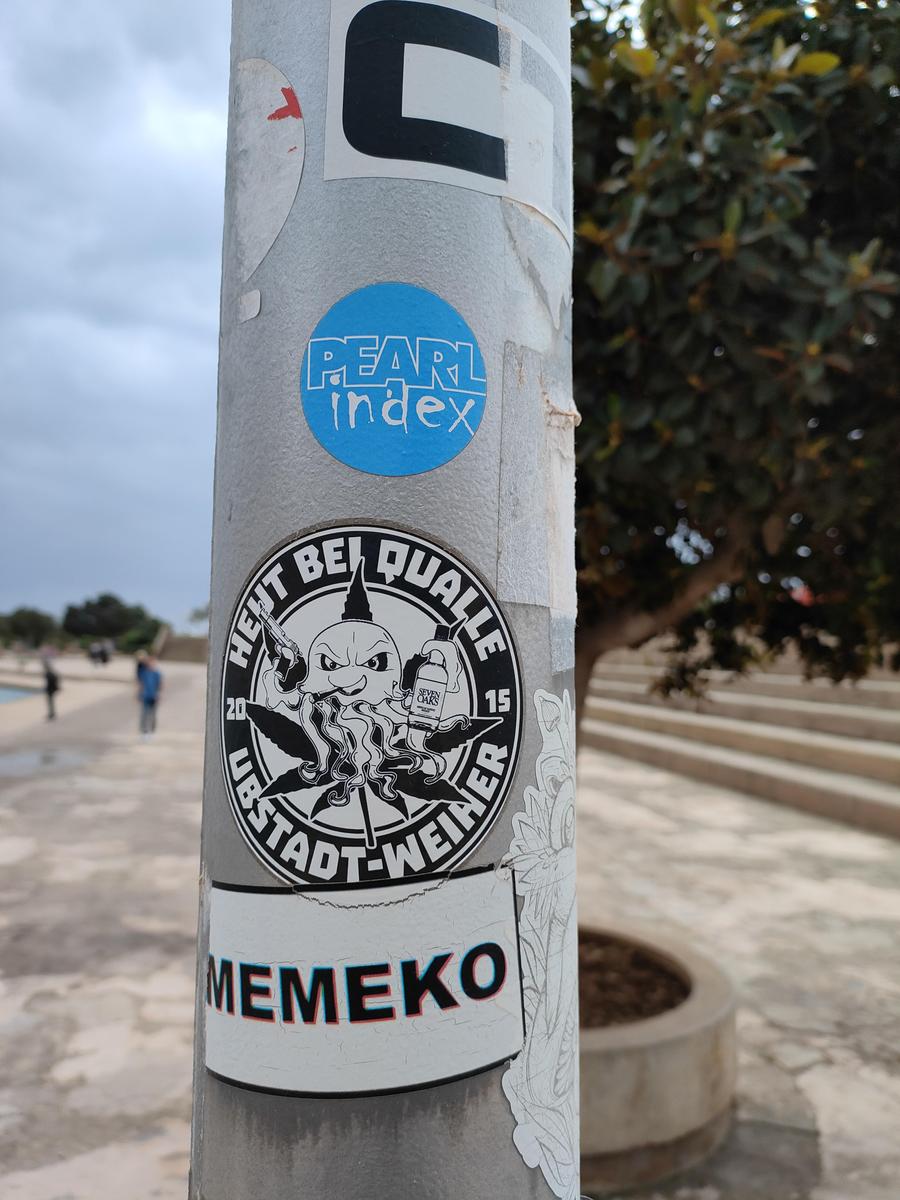 C
PEARL
index
HEUT BEI QUALLE
20 15
SEVEN
OAKS
UBSTADT-WEIHER
MEMEKO